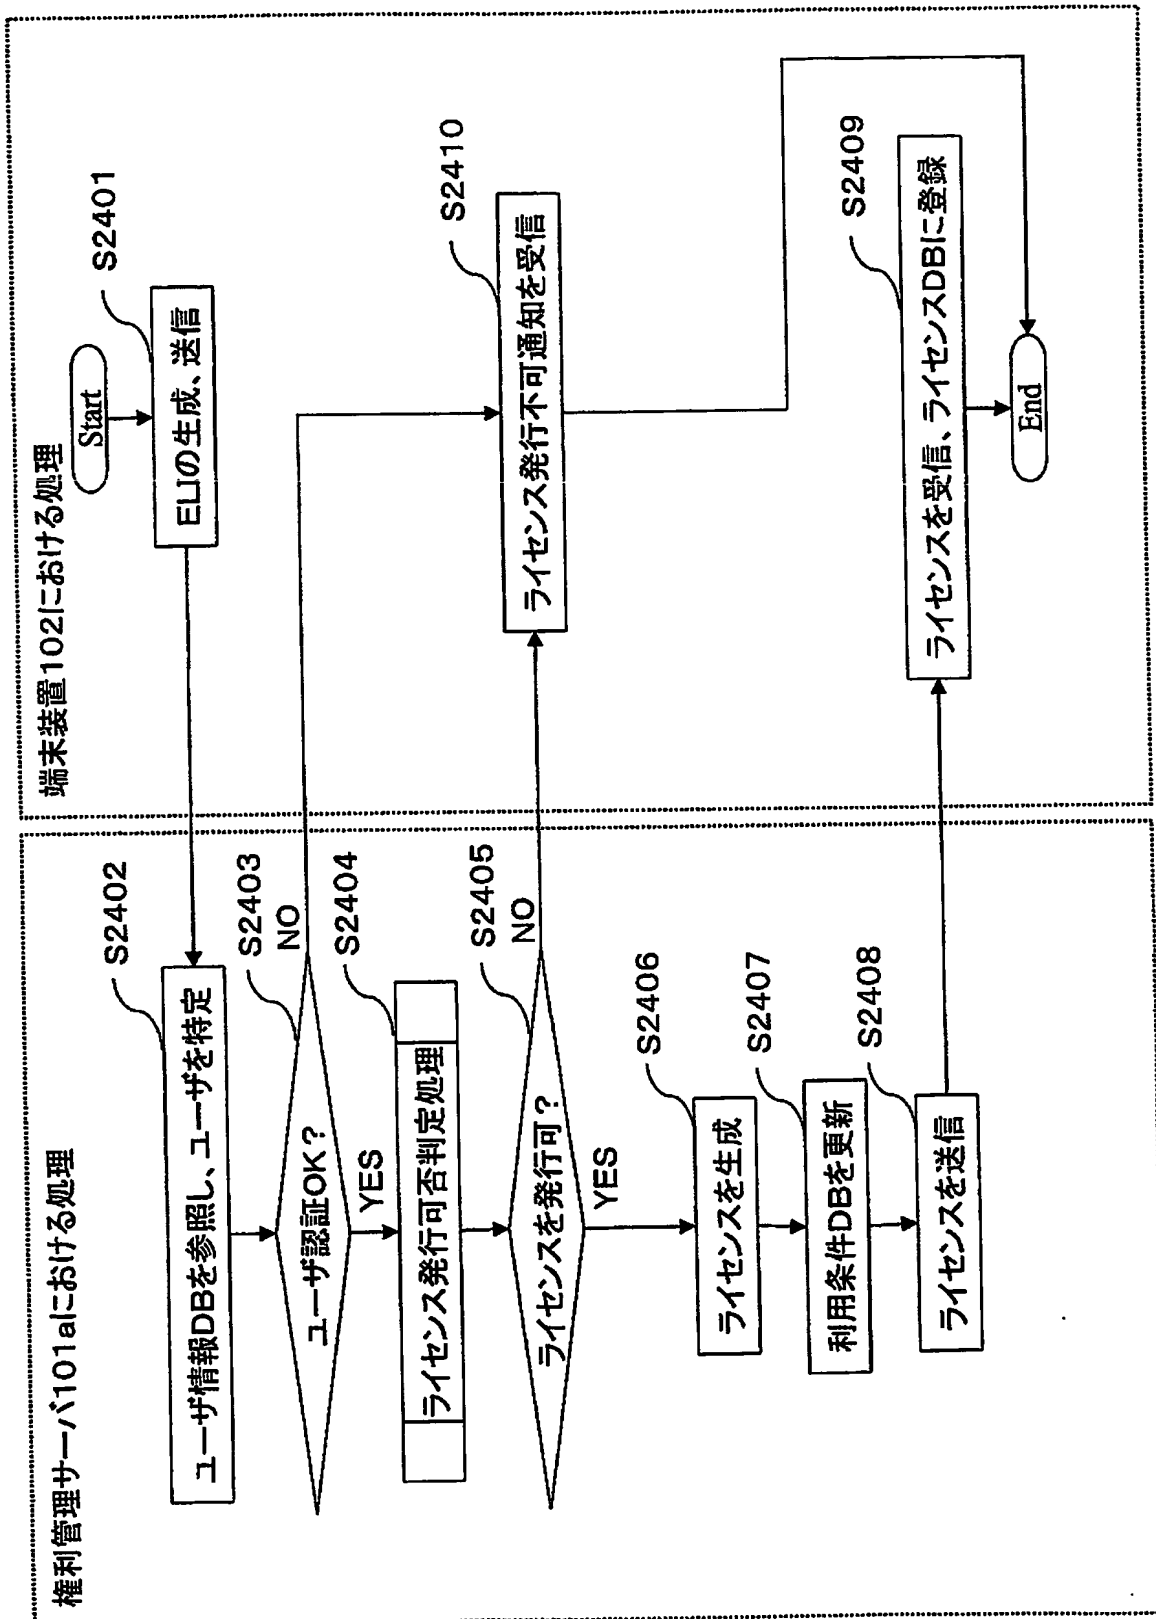 権利管理サーバ101aにおける処理
ユーザ情報DBを参照し、ユーザを特定
S2402
ユーザ認証OK?
S2403
NO
YES
ライセンス発行可否判定処理
S2404
ライセンスを発行可?
S2405
NO
YES
ライセンスを生成
S2406
利用条件DBを更新
S2407
ライセンスを送信
S2408
端末装置102における処理
Start
ELIの生成、送信
S2401
ライセンス発行不可通知を受信
S2410
ライセンスを受信、ライセンスDBに登録
S2409
End